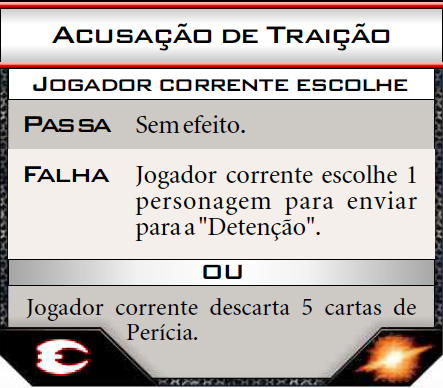 Acusação de Traição
Jogador corrente escolhe
Passa Sem efeito.
Falha Jogador corrente escolhe 1
personagem para enviar
para a "Detenção".
OU
Jogador corrente descarta 5 cartas de
Perícia.